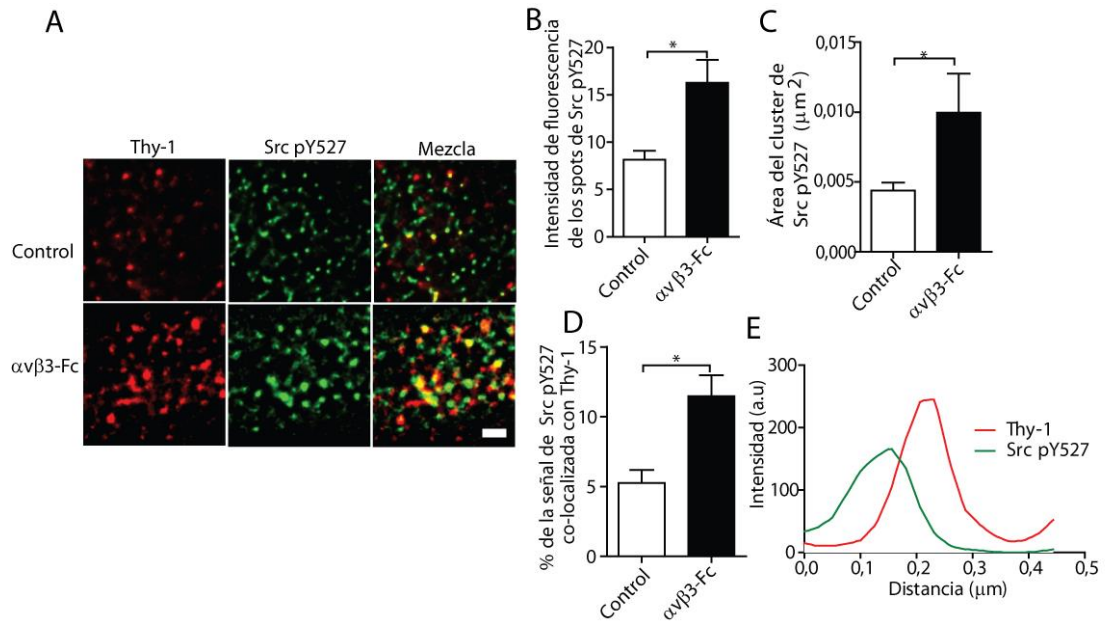 A
Thy-1
Src pY527
Mezcla
Control
αvβ3-Fc
B
Intensidad de fluorescencia
de los spots de Src pY527
20
15
10
5
0
*
Control
αvβ3-Fc
C
Área del cluster de
Src pY527 (μm 2)
0,015
0,010
0,005
0,000
*
Control
αvβ3-Fc
D
% de la señal de Src pY527
co-localizada con Thy-1
15
10
5
0
*
Control
αvβ3-Fc
E
Intensidad (a.u)
300
200
100
0
Thy-1
Src pY527
0,0
0,1
0,2
0,3
0,4
0,5
Distancia (μm)